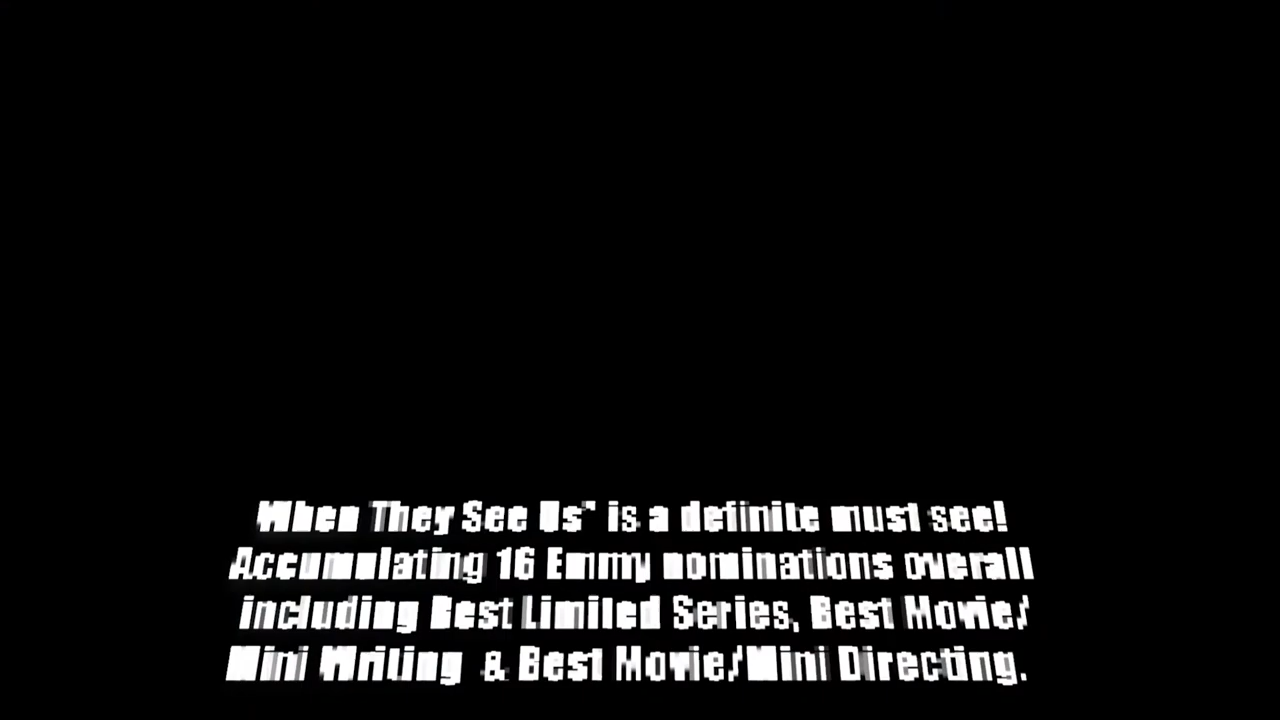 When They See Us" is a definite must see!
Accumulating 16 Emmy nominations overall
including Best Limited Series, Best Movie/
Mini Writing & Best Movie/Mini Directing.